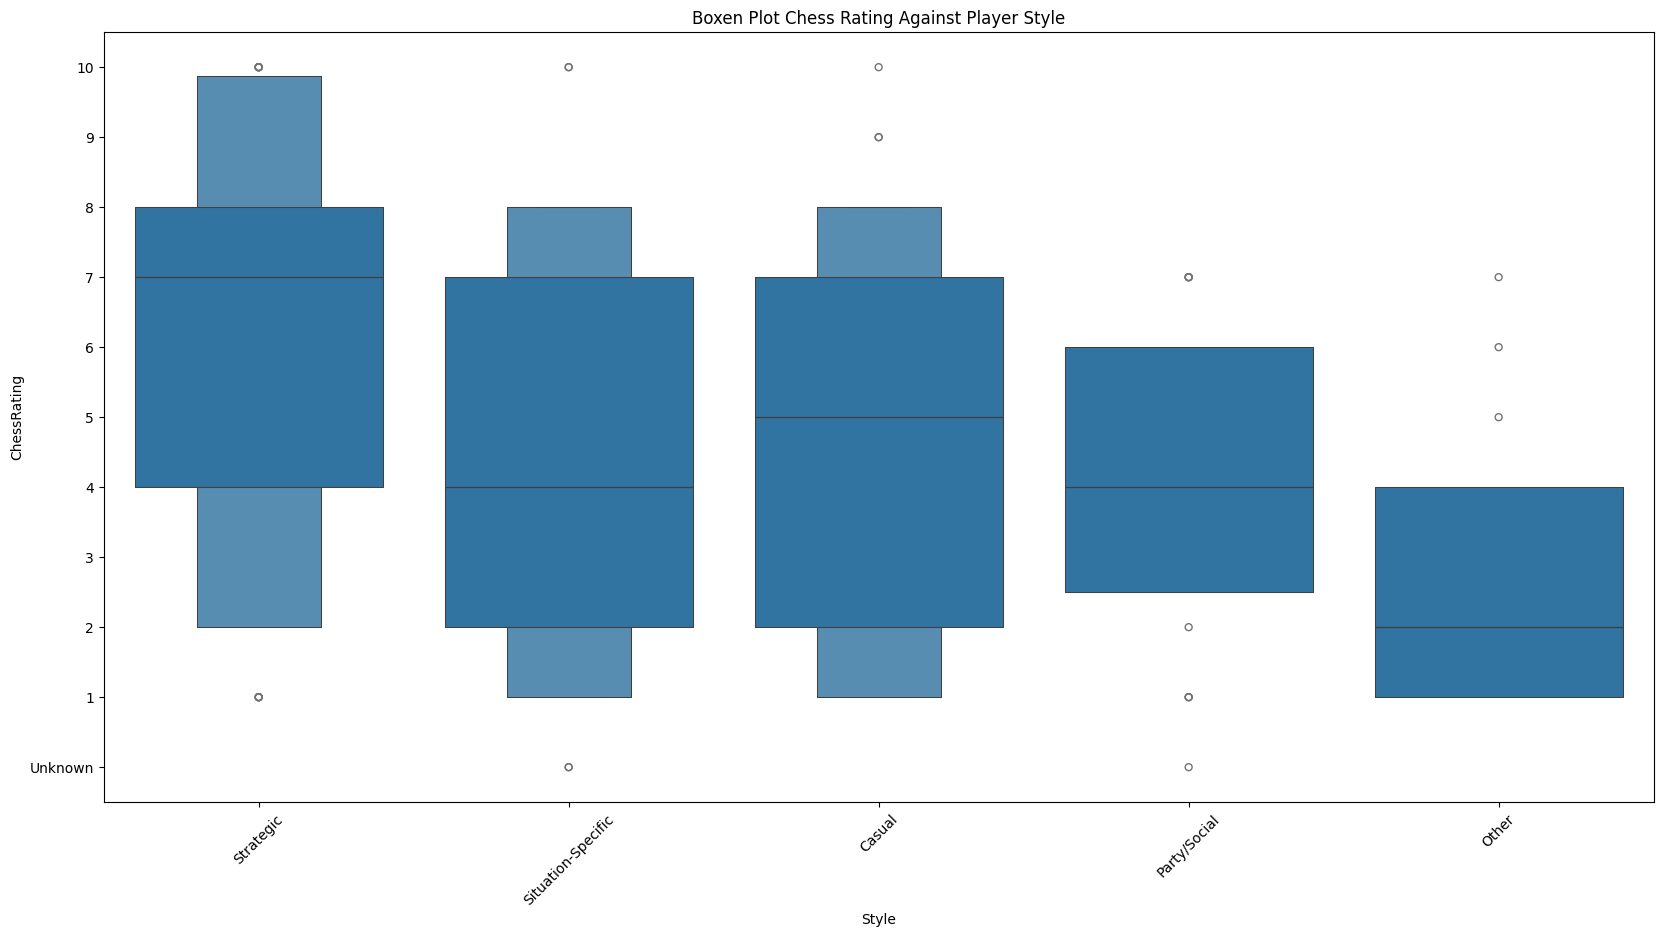 Boxen Plot Chess Rating Against Player Style
10
9
8
7
6
5
4
3
2
1
Unknown
ChessRating
Strategic
Situation-Specific
Casual
Party/Social
Other
Style